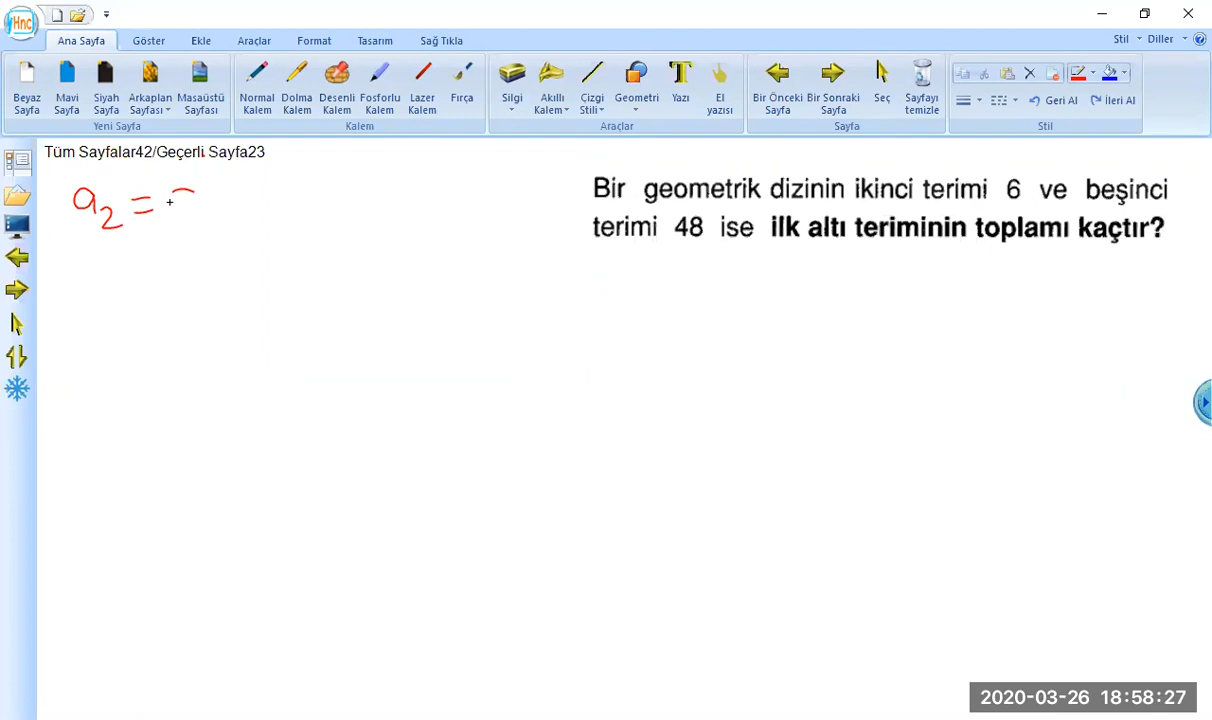 Hnc
Ana Sayfa Göster Ekle Araçlar Format Tasarım Sağ Tıkla Stil Diller
Beyaz Sayfa Mavi Sayfa Siyah Sayfa Arkaplan Sayfası Masaüstü Sayfa
Yeni Sayfa
Normal Kalem Dolma Kalem Desenli Kalem Fosforlu Kalem Lazer Kalem Fırça
Kalem
Silgi Akıllı Kalem Çizgi Stili Geometri Yazı El yazısı
Araçlar
Bir Önceki Sayfa Bir Sonraki Sayfa Seç Sayfayı temizle
Sayfa
Geri Al İleri Al
Stil
Tüm Sayfalar42/Geçerli Sayfa23
a₂ =
Bir geometrik dizinin ikinci terimi 6 ve beşinci
terimi 48 ise ilk altı teriminin toplamı kaçtır?
2020-03-26 18:58:27